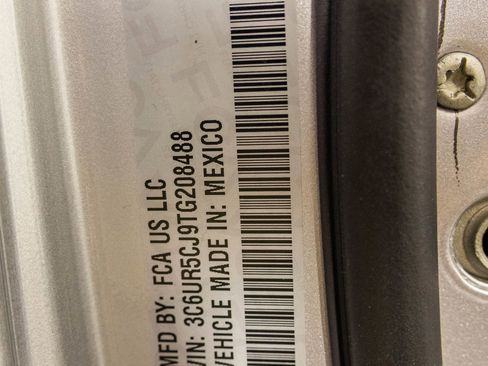 MFD BY: FCA US LLC
VIN: 3C6UR5CJ9TG208488
VEHICLE MADE IN: MEXICO